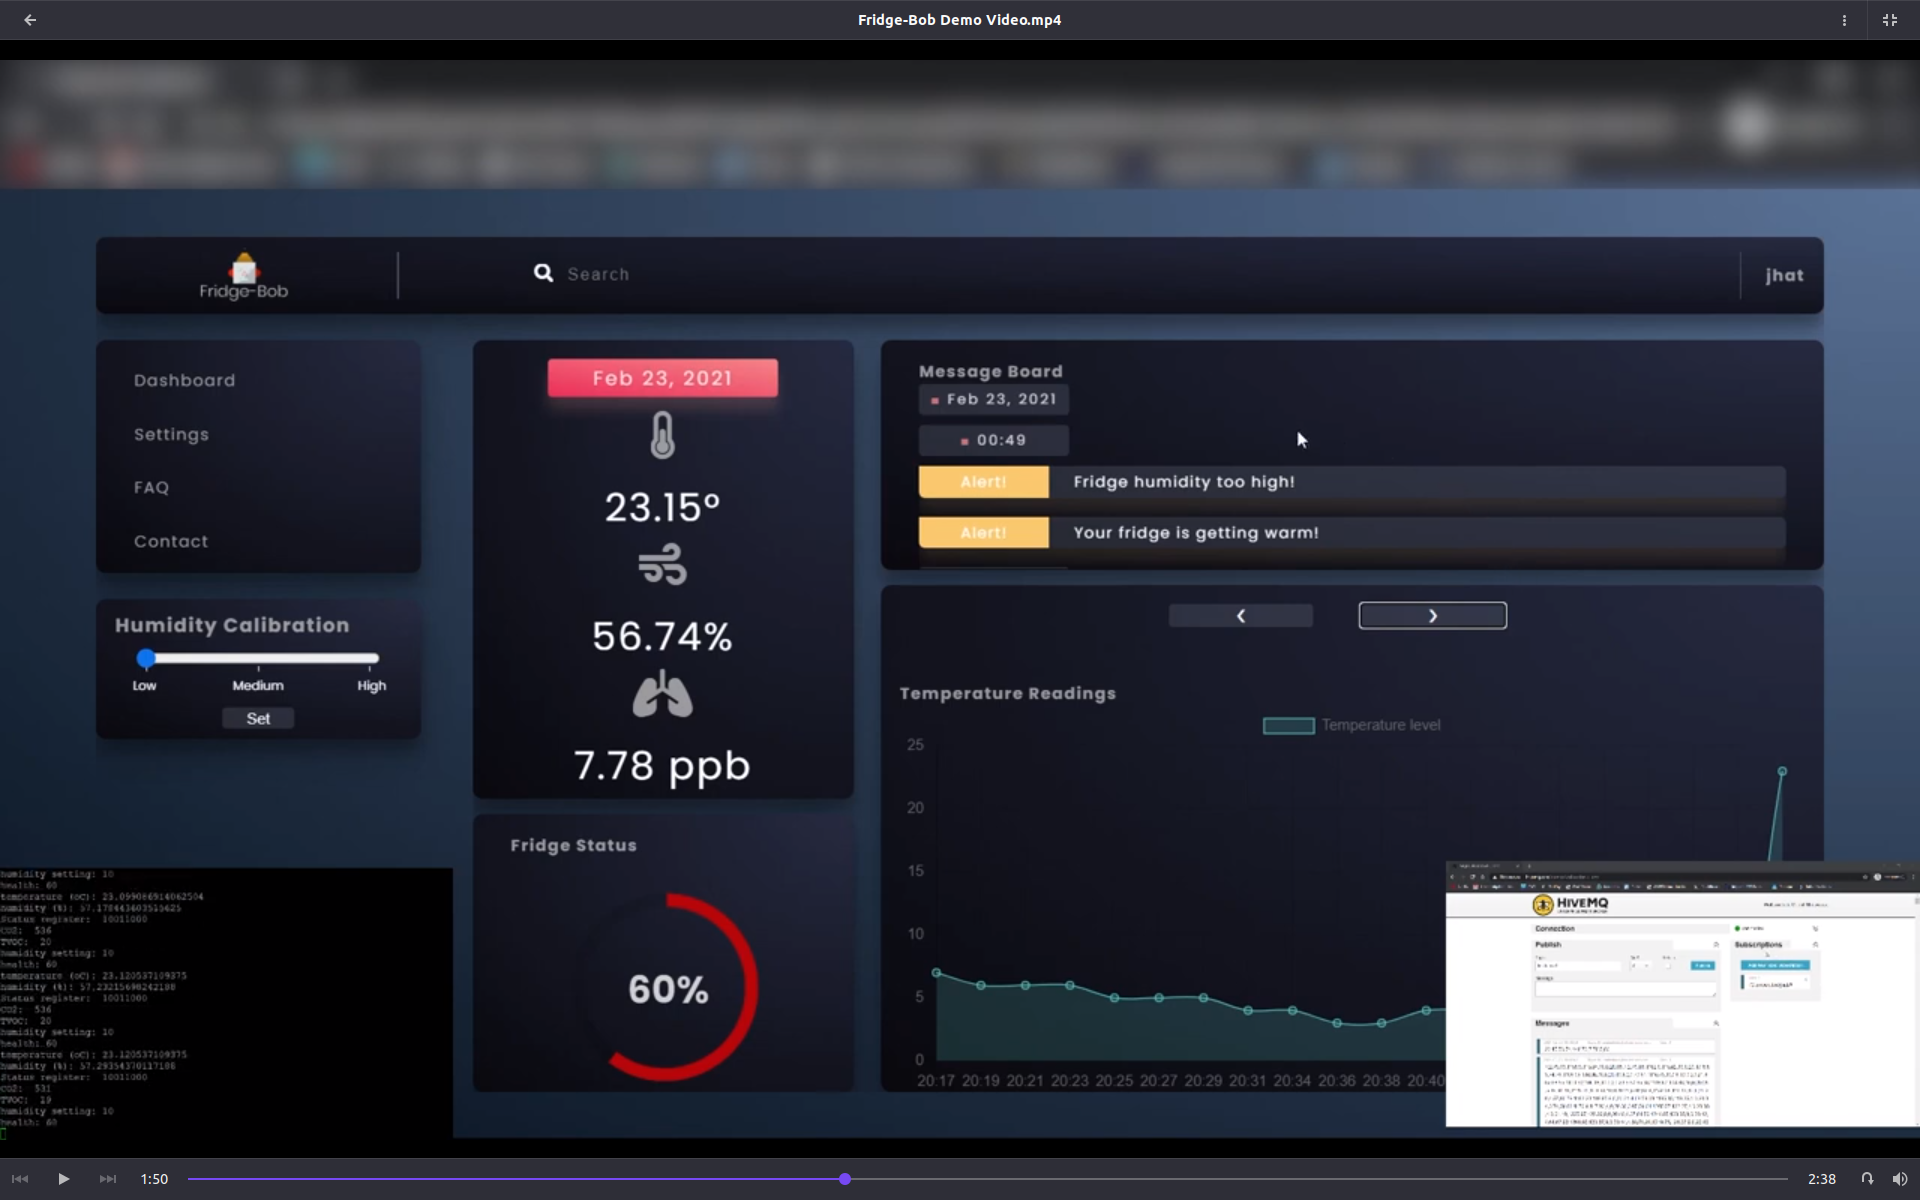 Fridge-Bob Demo Video.mp4
Fridge-Bob
Search
jhat
Dashboard
Settings
FAQ
Contact
Humidity Calibration
Low Medium High
Set
Feb 23, 2021
23.15º
56.74%
7.78 ppb
Fridge Status
60%
Message Board
Feb 23, 2021
00:49
Alert! Fridge humidity too high!
Alert! Your fridge is getting warm!
Temperature Readings
Temperature level
25
20
15
10
5
0
20:17 20:19 20:21 20:23 20:25 20:27 20:29 20:31 20:34 20:36 20:38 20:40
humidity setting: 10
health: 60
temperature (oC): 23.099086914062504
humidity (%): 57.178443603515625
Status register: 10011000
CO2: 536
TVOC: 20
humidity setting: 10
health: 60
temperature (oC): 23.120537109375
humidity (%): 57.23215698242188
Status register: 10011000
CO2: 536
TVOC: 20
humidity setting: 10
health: 60
temperature (oC): 23.120537109375
humidity (%): 57.29354370117188
Status register: 10011000
CO2: 531
TVOC: 19
humidity setting: 10
health: 60
HIVEMQ
Connection
Publish
Subscriptions
Messages
1:50
2:38